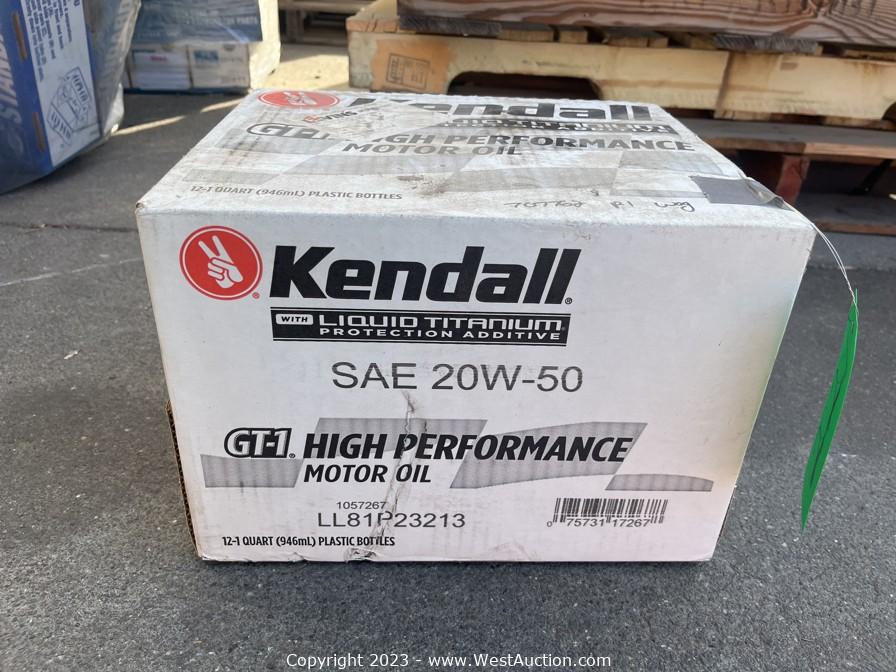 Kendall
GT-1 HIGH PERFORMANCE
MOTOR OIL
12-1 QUART (946mL) PLASTIC BOTTLES
Kendall®
WITH LIQUID TITANIUM®
PROTECTION ADDITIVE
SAE 20W-50
GT-1® HIGH PERFORMANCE
MOTOR OIL
1057267
LL81P23213
0 75731 17267
12-1 QUART (946mL) PLASTIC BOTTLES
Copyright 2023 - www.WestAuction.com